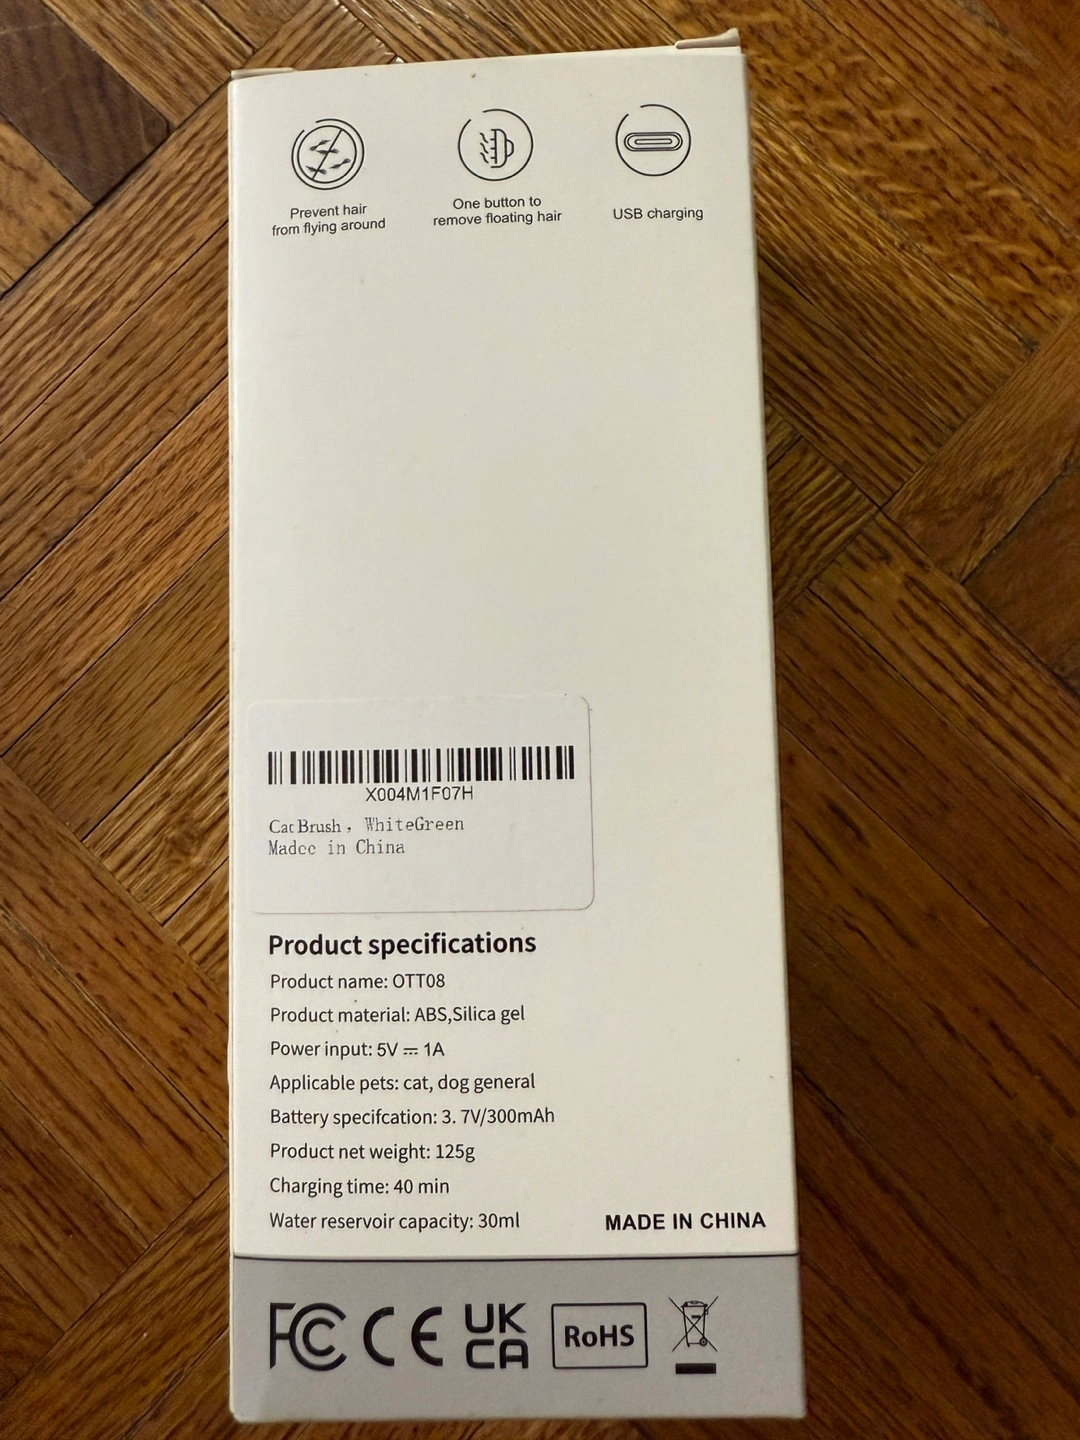 Prevent hair
from flying around
One button to
remove floating hair
USB charging
X004M1F07H
Cat Brush , WhiteGreen
Madee in China
Product specifications
Product name: OTT08
Product material: ABS,Silica gel
Power input: 5V ⎓ 1A
Applicable pets: cat, dog general
Battery specifcation: 3. 7V/300mAh
Product net weight: 125g
Charging time: 40 min
Water reservoir capacity: 30ml
MADE IN CHINA
FC CE UK
CA
RoHS